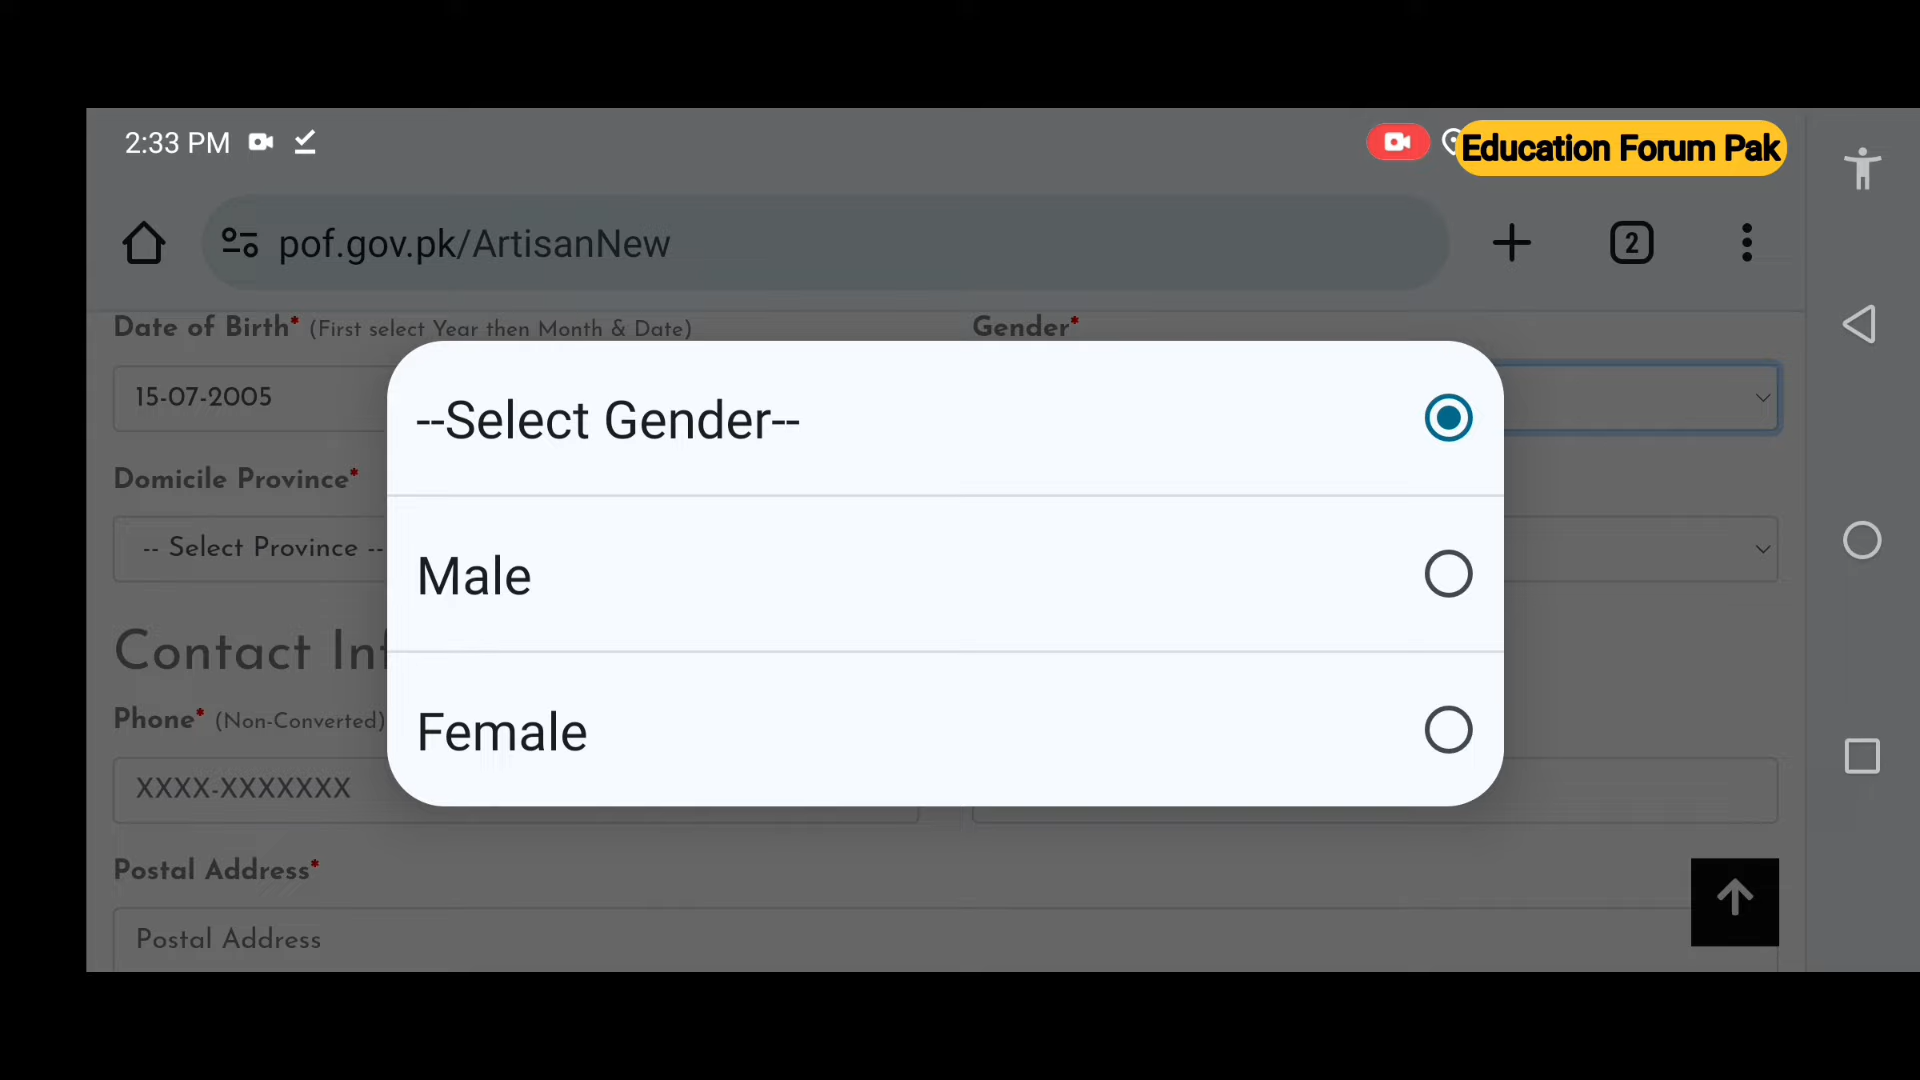 2:33 PM
Education Forum Pak
pof.gov.pk/ArtisanNew
2
Date of Birth* (First select Year then Month & Date)
Gender*
15-07-2005
--Select Gender--
Domicile Province*
-- Select Province --
Male
Contact In
Phone* (Non-Converted)
Female
XXXX-XXXXXXX
Postal Address*
Postal Address